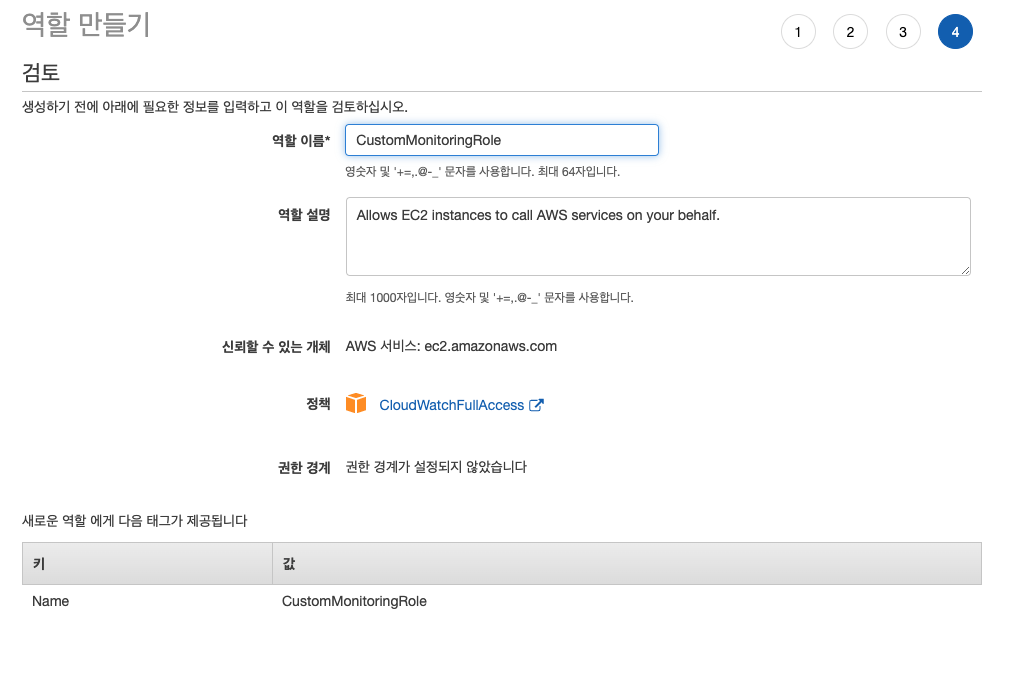 역할 만들기
1 2 3 4
검토
생성하기 전에 아래에 필요한 정보를 입력하고 이 역할을 검토하십시오.
역할 이름* CustomMonitoringRole
영숫자 및 '+=,.@-_' 문자를 사용합니다. 최대 64자입니다.
역할 설명 Allows EC2 instances to call AWS services on your behalf.
최대 1000자입니다. 영숫자 및 '+=,.@-_' 문자를 사용합니다.
신뢰할 수 있는 개체 AWS 서비스: ec2.amazonaws.com
정책 CloudWatchFullAccess
권한 경계 권한 경계가 설정되지 않았습니다
새로운 역할 에게 다음 태그가 제공됩니다
키 값
Name CustomMonitoringRole